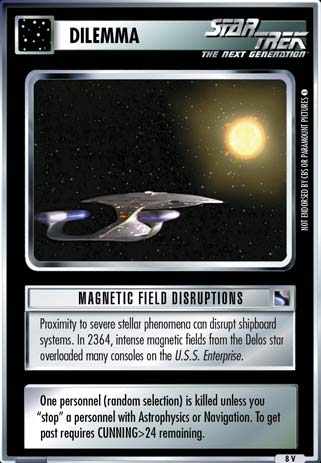 DILEMMA
STAR TREK
THE NEXT GENERATION®
NOT ENDORSED BY CBS OR PARAMOUNT PICTURES
MAGNETIC FIELD DISRUPTIONS
Proximity to severe stellar phenomena can disrupt shipboard
systems. In 2364, intense magnetic fields from the Delos star
overloaded many consoles on the U.S.S. Enterprise.
One personnel (random selection) is killed unless you
"stop" a personnel with Astrophysics or Navigation. To get
past requires CUNNING>24 remaining.
8 V